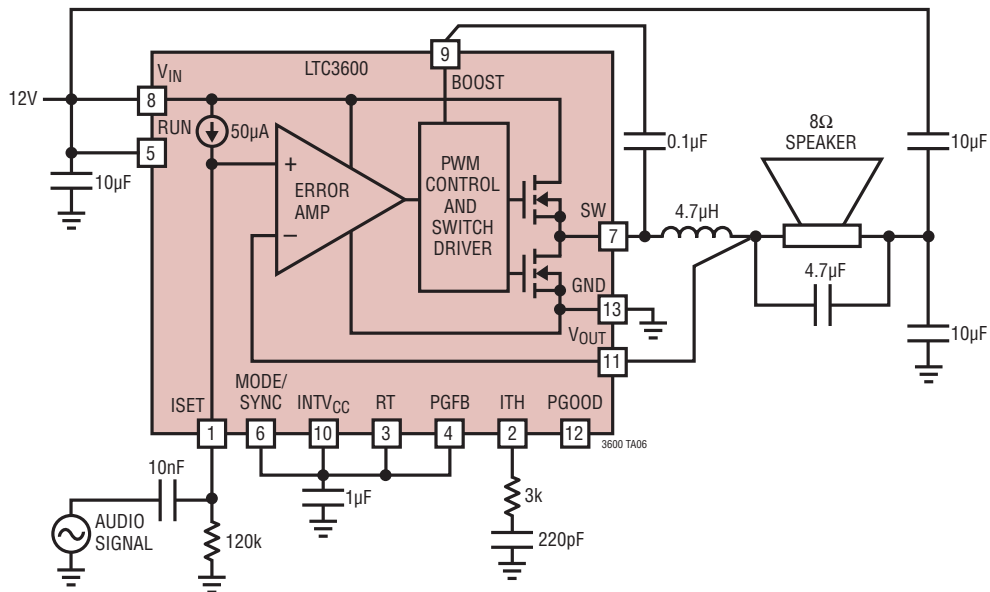 LTC3600
9
BOOST
V_IN
12V
8
RUN
50µA
5
10µF
+
ERROR
AMP
−
PWM
CONTROL
AND
SWITCH
DRIVER
0.1µF
8Ω
SPEAKER
10µF
SW
7
4.7µH
4.7µF
GND
13
V_OUT
11
10µF
ISET
MODE/
SYNC
INTV_CC
RT
PGFB
ITH
PGOOD
1
6
10
3
4
2
12
3600 TA06
10nF
AUDIO
SIGNAL
120k
1µF
3k
220pF